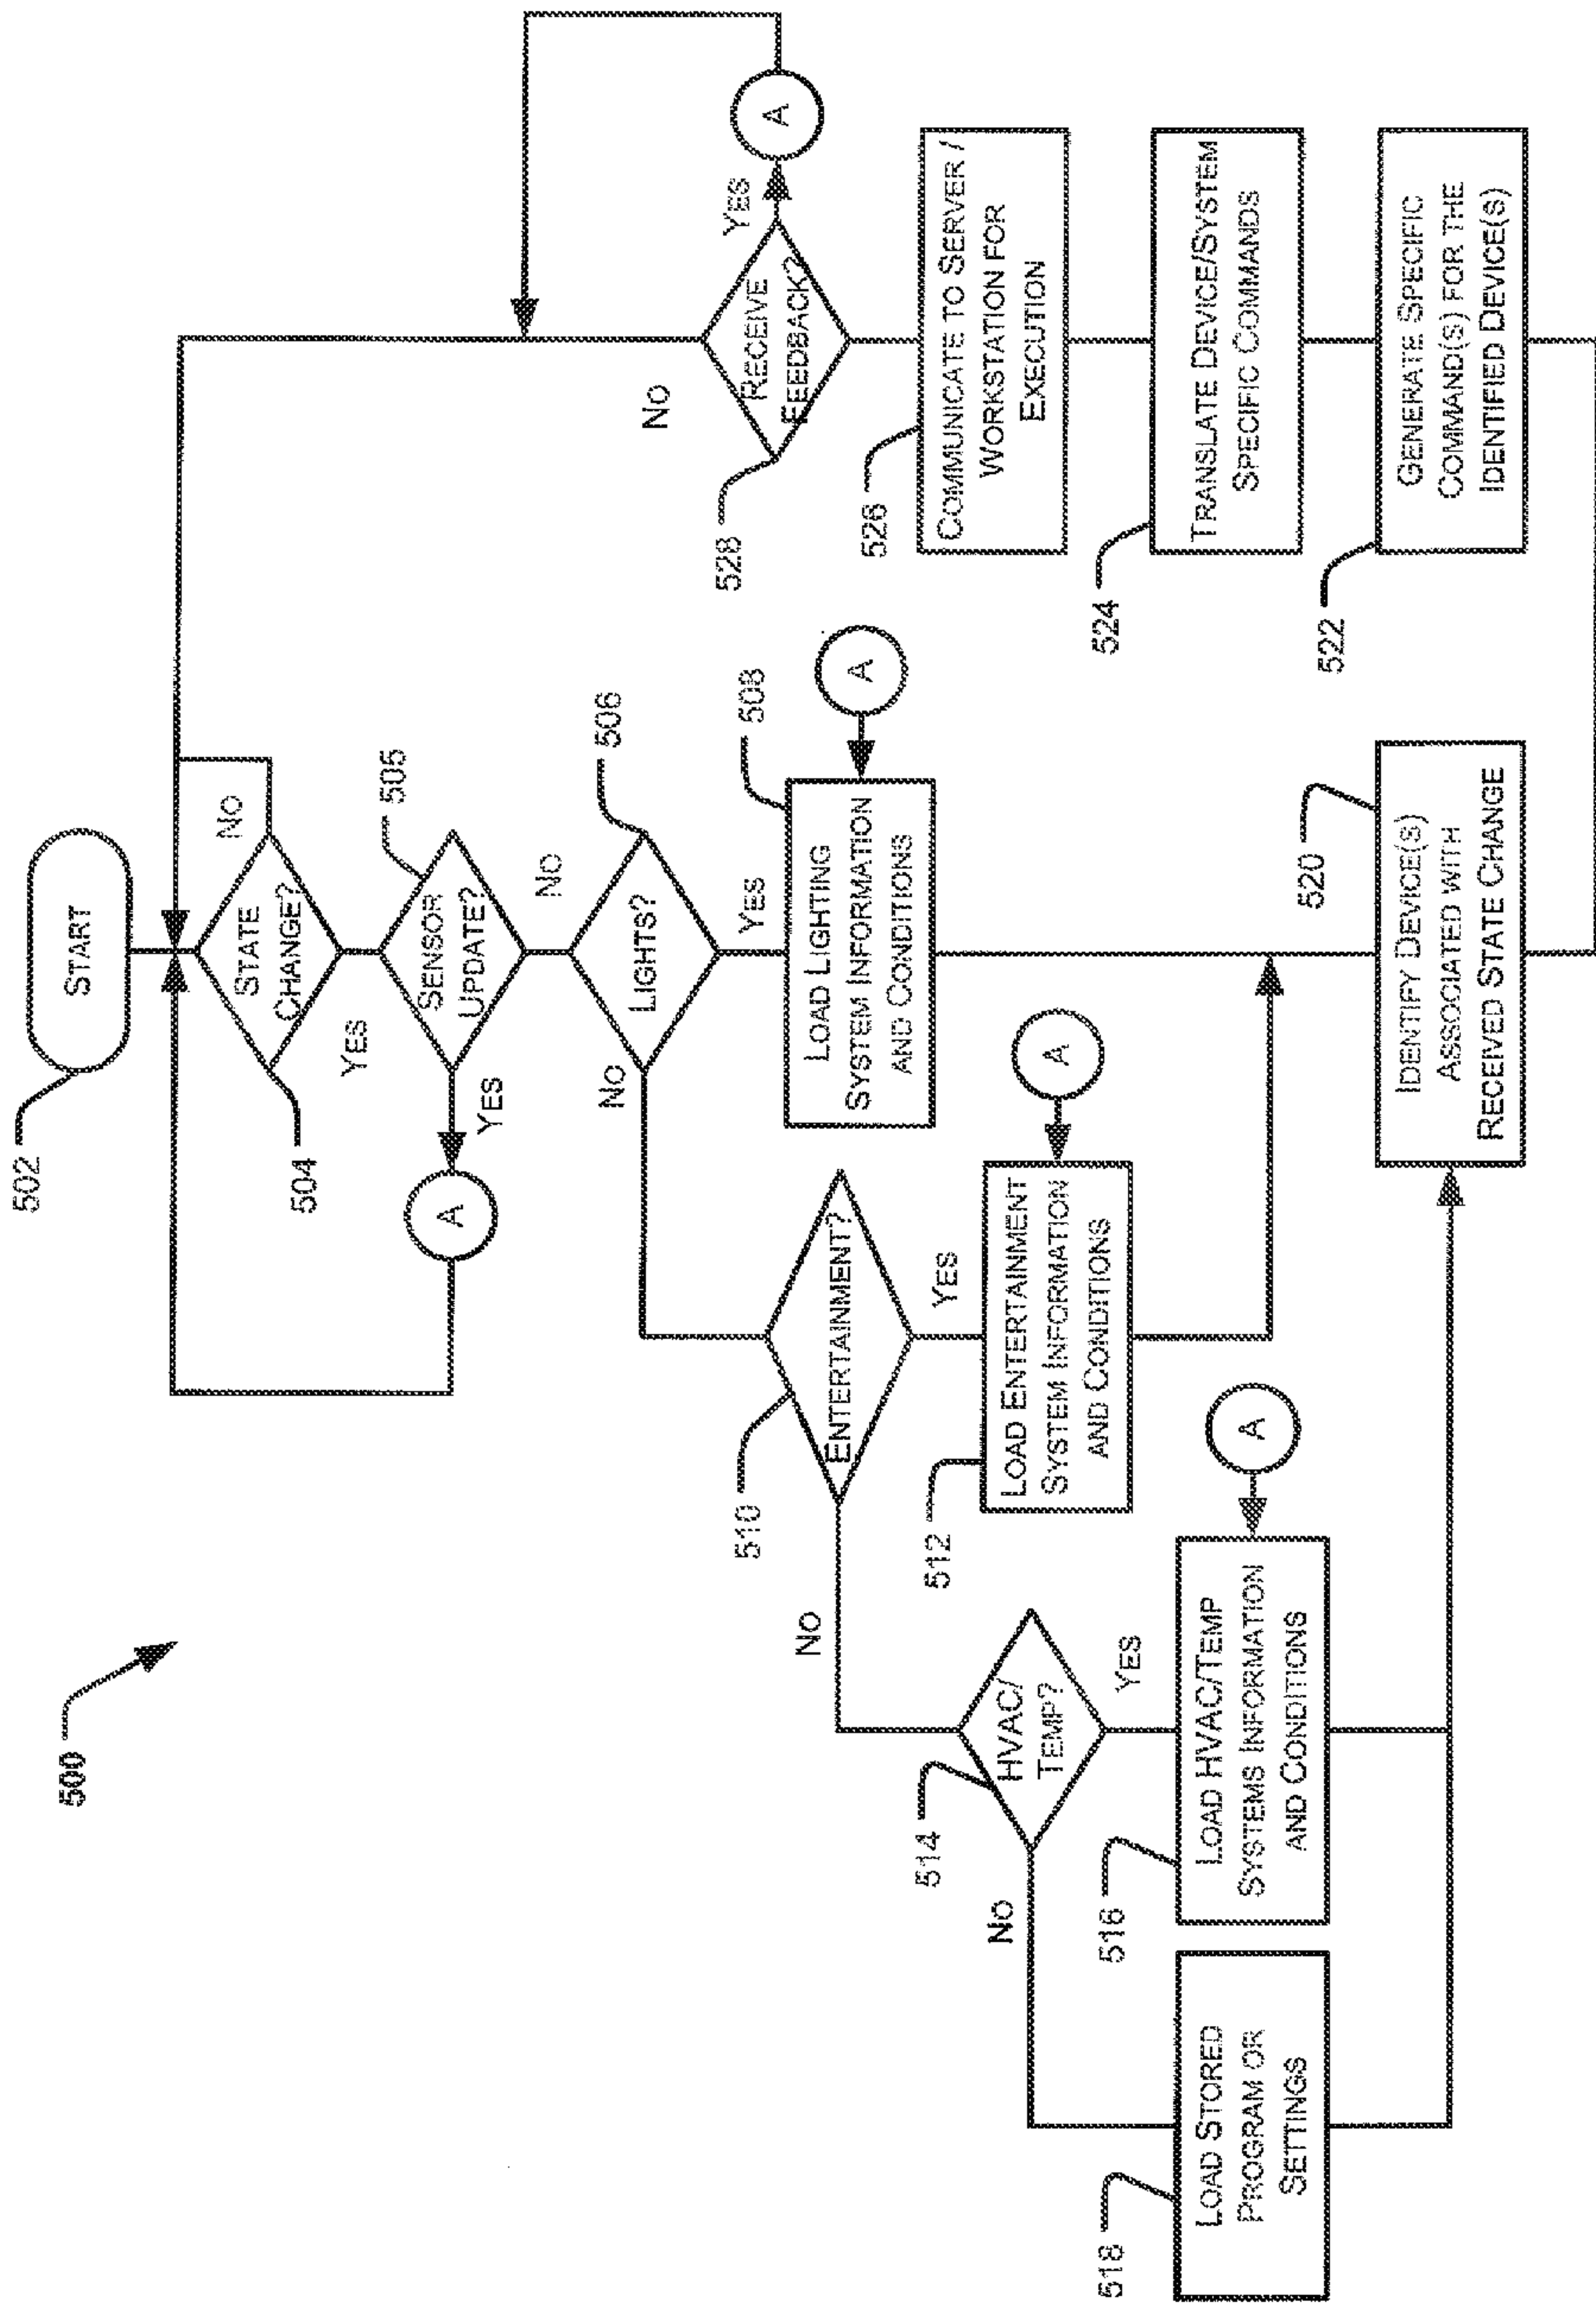 500
502
START
504
STATE
CHANGE?
NO
YES
505
SENSOR
UPDATE?
YES
A
NO
506
LIGHTS?
NO
YES
508
LOAD LIGHTING
SYSTEM INFORMATION
AND CONDITIONS
A
510
ENTERTAINMENT?
NO
YES
512
LOAD ENTERTAINMENT
SYSTEM INFORMATION
AND CONDITIONS
A
514
HVAC/
TEMP?
NO
YES
516
LOAD HVAC/TEMP
SYSTEMS INFORMATION
AND CONDITIONS
A
518
LOAD STORED
PROGRAM OR
SETTINGS
520
IDENTIFY DEVICE(S)
ASSOCIATED WITH
RECEIVED STATE CHANGE
522
GENERATE SPECIFIC
COMMAND(S) FOR THE
IDENTIFIED DEVICE(S)
524
TRANSLATE DEVICE/SYSTEM
SPECIFIC COMMANDS
526
COMMUNICATE TO SERVER /
WORKSTATION FOR
EXECUTION
528
RECEIVE
FEEDBACK?
NO
YES
A